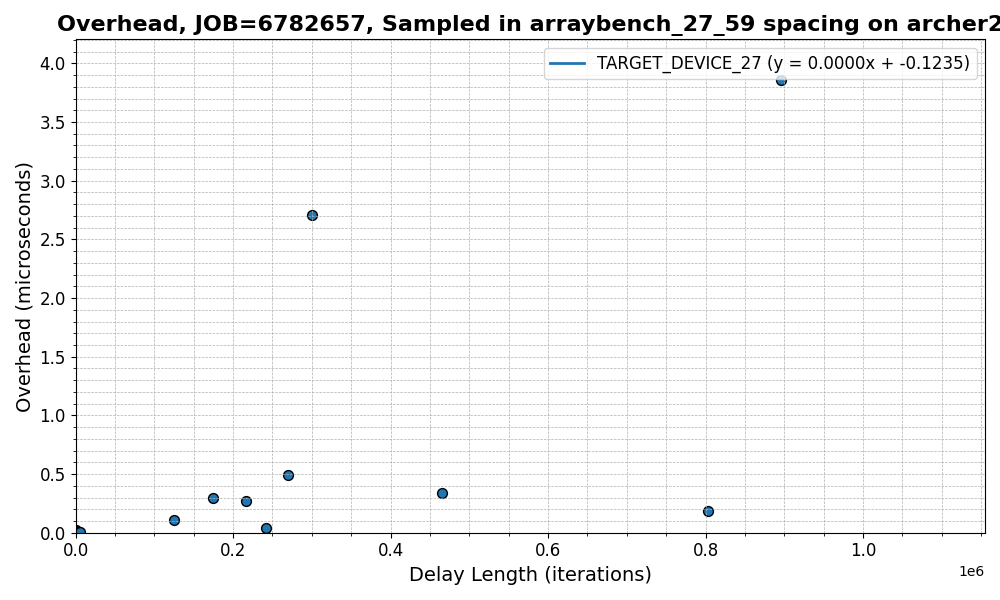 Overhead, JOB=6782657, Sampled in arraybench_27_59 spacing on archer2
TARGET_DEVICE_27 (y = 0.0000x + -0.1235)
Overhead (microseconds)
4.0
3.5
3.0
2.5
2.0
1.5
1.0
0.5
0.0
0.0 0.2 0.4 0.6 0.8 1.0
1e6
Delay Length (iterations)